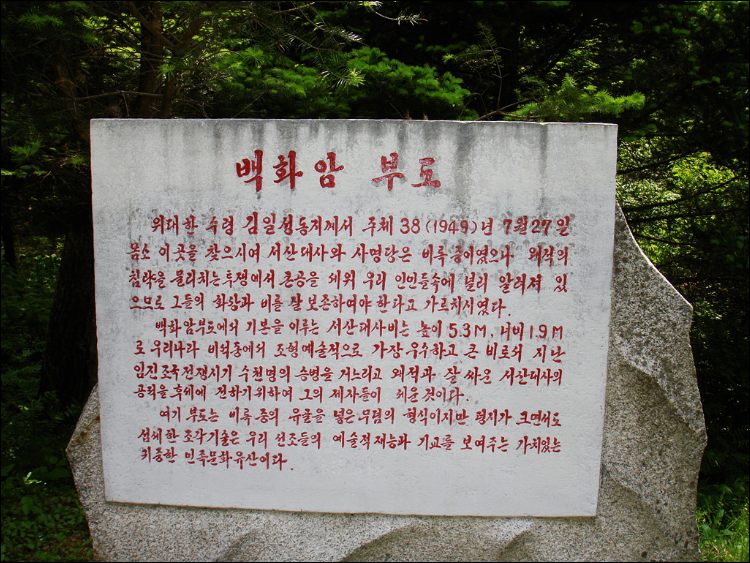 백화암 부도
위대한 수령 김일성동지께서 주체 38 (1949) 년 7월 27일
몸소 이곳을 찾으시여 서산대사와 사명당은 비록 중이였으나 왜적의
침략을 물리치는 투쟁에서 큰공을 세워 우리 인민들속에 널리 알려져 있
으므로 그들의 화상과 비를 잘 보존하여야 한다고 가르치시였다.
백화암부도에서 기본을 이루는 서산대사비는 높이 5.3M, 너비 1.9M
로 우리나라 비석중에서 조형예술적으로 가장 우수하고 큰 비로서 지난
임진조국전쟁시기 수천명의 승병을 거느리고 왜적과 잘 싸운 서산대사의
공적을 후세에 전하기위하여 그의 제자들이 세운 것이다.
여기 부도는 비록 중의 유골을 넣은 무덤의 형식이지만 평지가 크면서도
섬세한 조각기술은 우리 선조들의 예술적재능과 기교를 보여주는 가치있는
귀중한 민족문화유산이다.